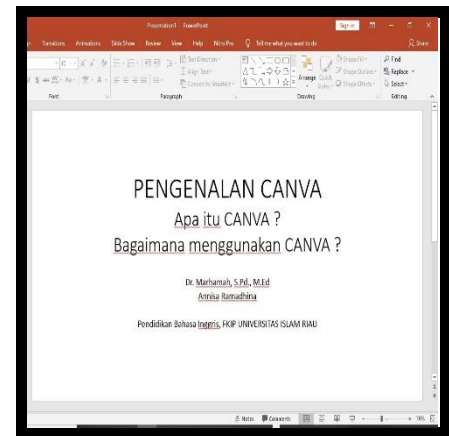 Presentation1 - PowerPoint
Sign in
Transitions Animations Slide Show Review View Help Nitro Pro Tell me what you want to do
Share
Text Direction
Align Text
Convert to SmartArt
Arrange
Quick
Styles
Shape Fill
Shape Outline
Shape Effects
Find
Replace
Select
Font Paragraph Drawing Editing
PENGENALAN CANVA
Apa itu CANVA ?
Bagaimana menggunakan CANVA ?
Dr. Marhamah, S.Pd., M.Ed
Annisa Ramadhina
Pendidikan Bahasa Inggris, FKIP UNIVERSITAS ISLAM RIAU
Notes Comments